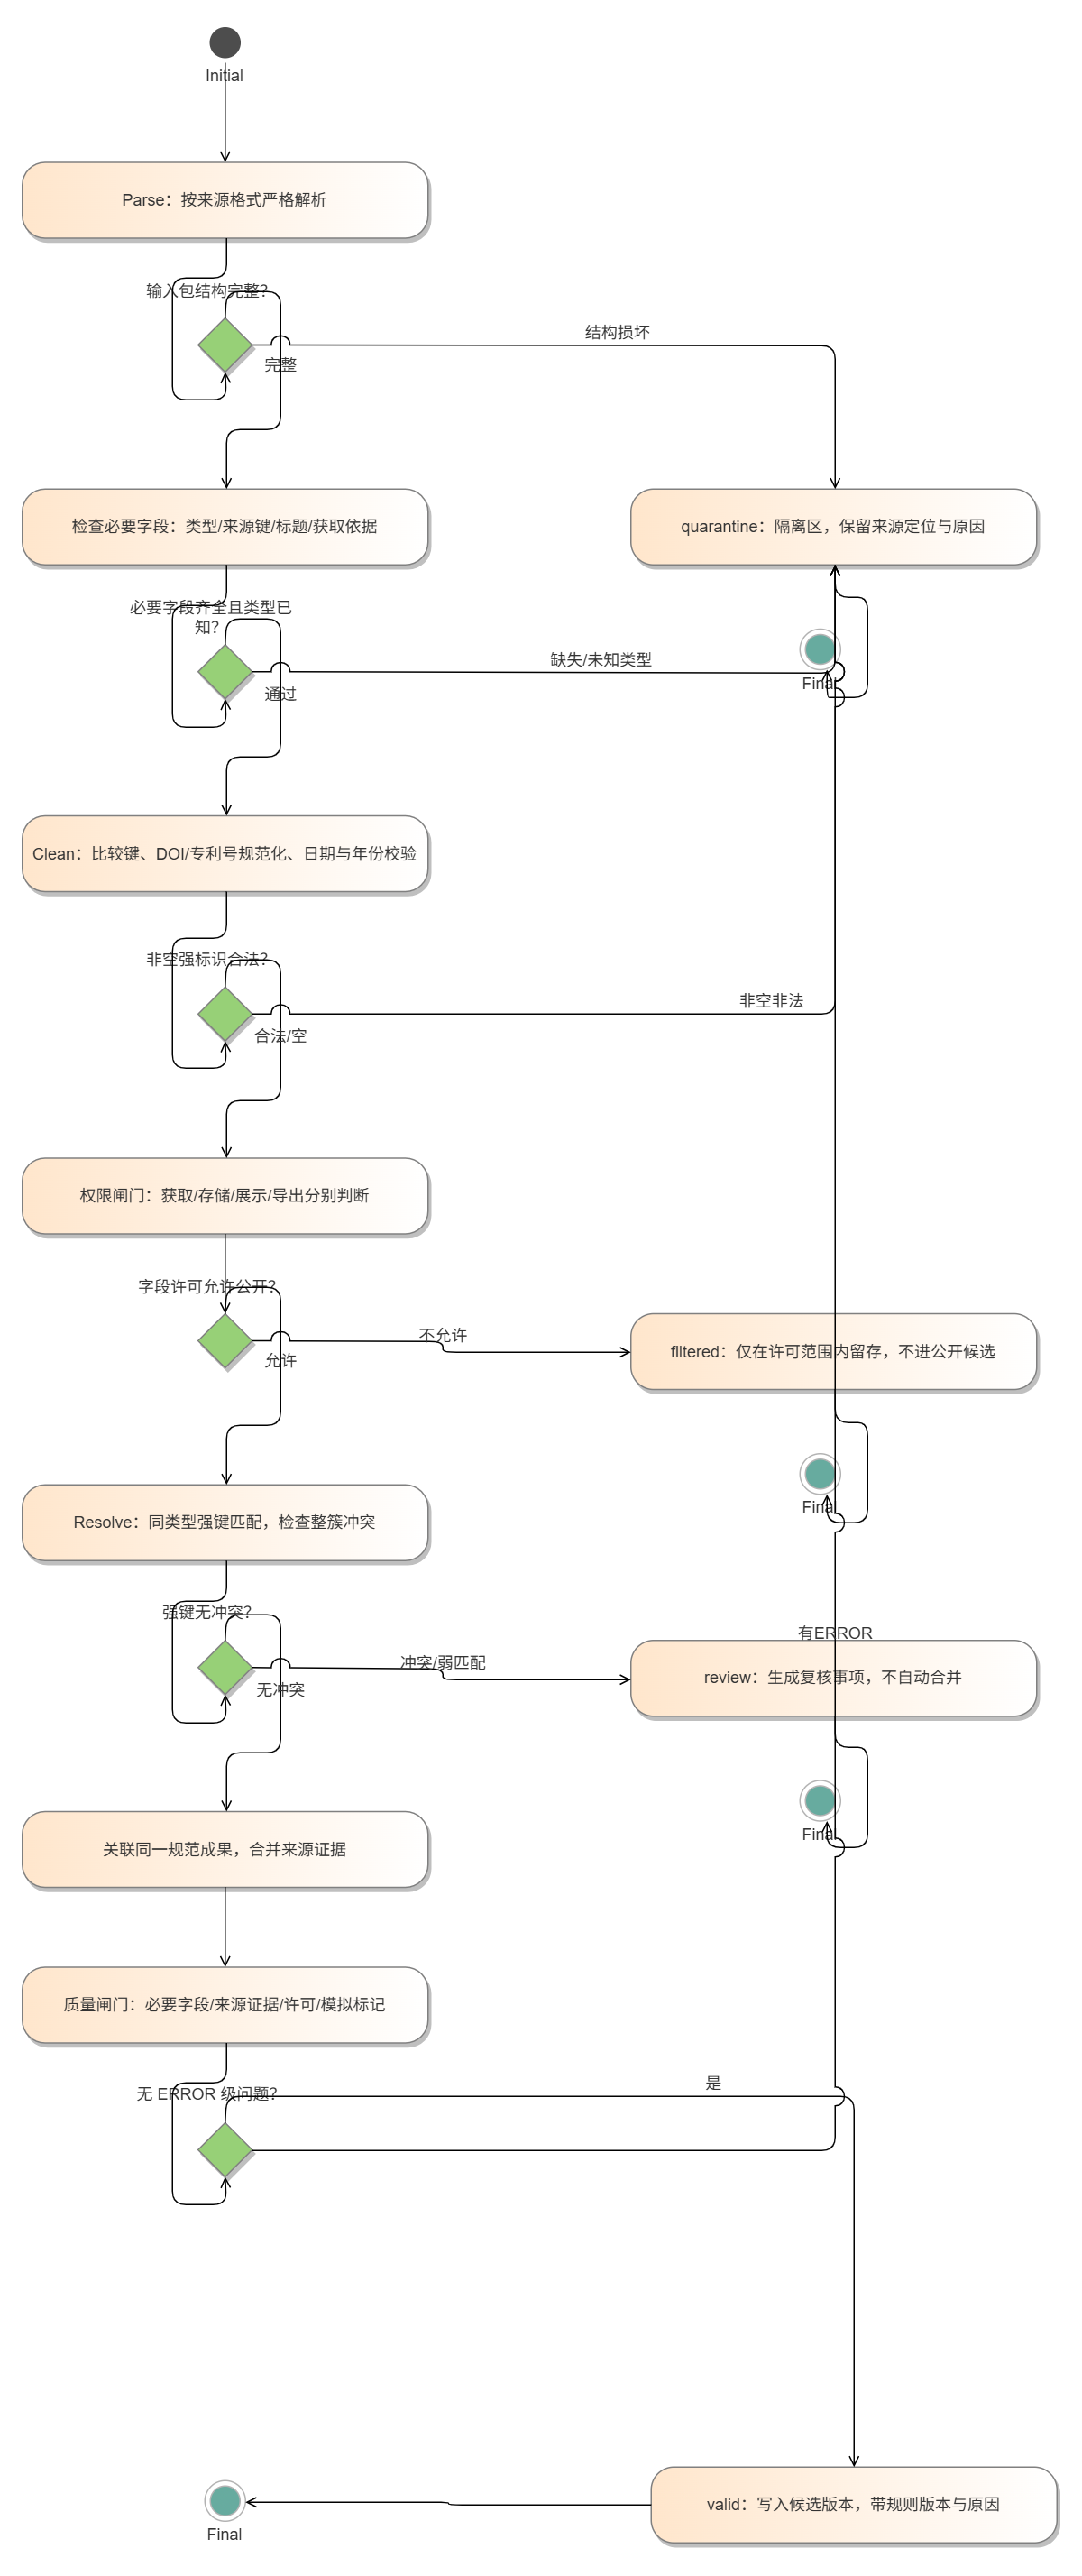 Initial
Parse：按来源格式严格解析
输入包结构完整？
结构损坏
完整
检查必要字段：类型/来源键/标题/获取依据
quarantine：隔离区，保留来源定位与原因
必要字段齐全且类型已
知？
缺失/未知类型
Final
通过
Clean：比较键、DOI/专利号规范化、日期与年份校验
非空强标识合法？
非空非法
合法/空
权限闸门：获取/存储/展示/导出分别判断
字段许可允许公开？
不允许
允许
filtered：仅在许可范围内留存，不进公开候选
Resolve：同类型强键匹配，检查整簇冲突
Final
强键无冲突？
有ERROR
冲突/弱匹配
review：生成复核事项，不自动合并
无冲突
Final
关联同一规范成果，合并来源证据
质量闸门：必要字段/来源证据/许可/模拟标记
无 ERROR 级问题？
是
valid：写入候选版本，带规则版本与原因
Final